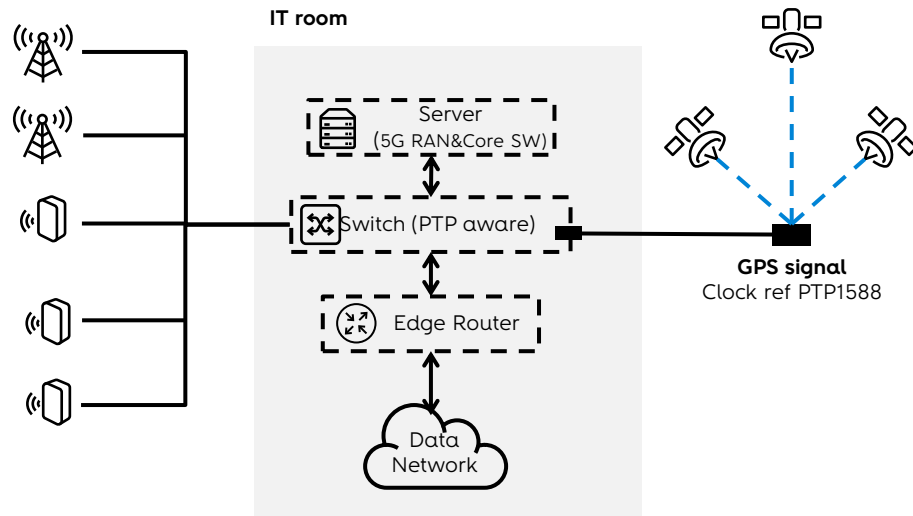 IT room
Server
(5G RAN&Core SW)
Switch (PTP aware)
GPS signal
Clock ref PTP1588
Edge Router
Data
Network